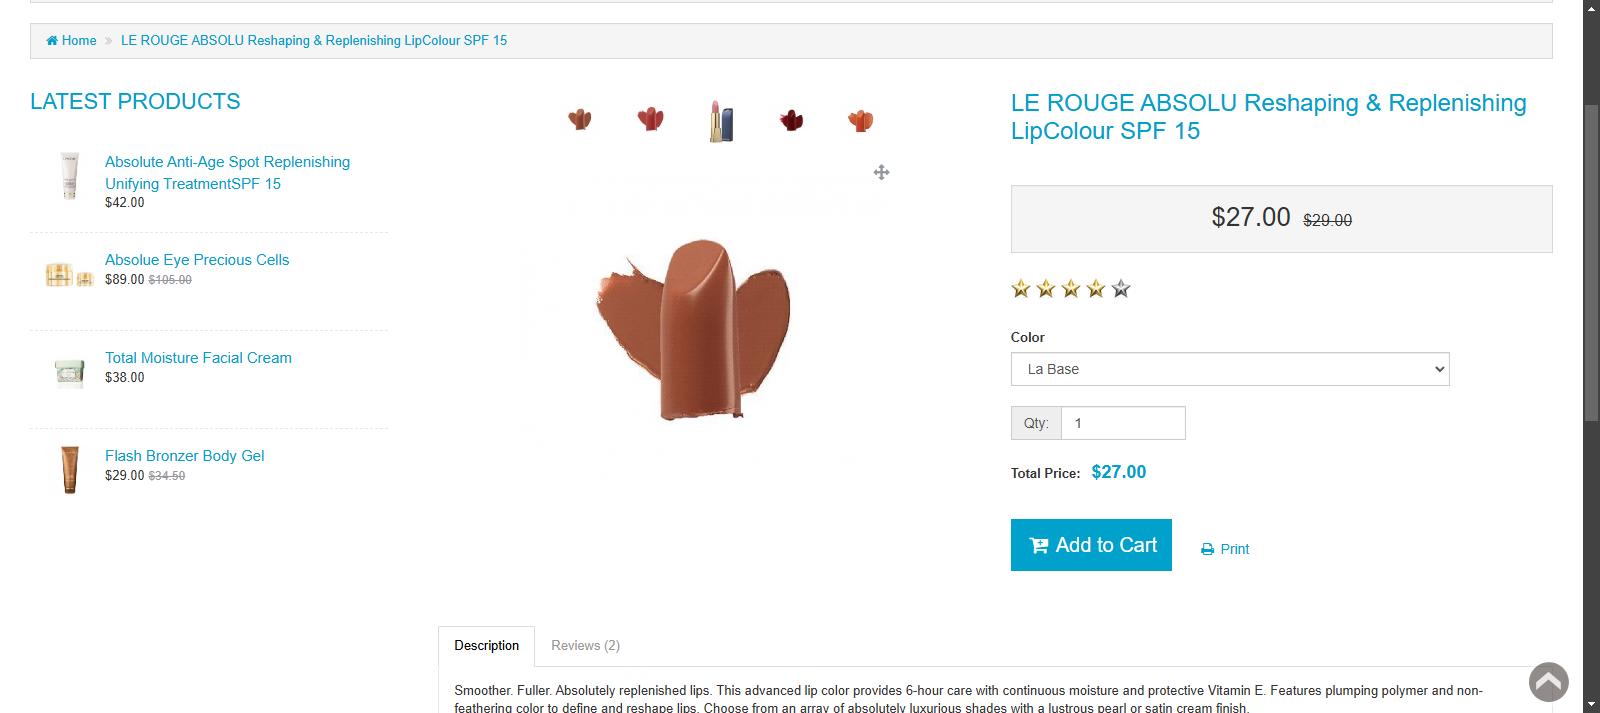 Home » LE ROUGE ABSOLU Reshaping & Replenishing LipColour SPF 15
LATEST PRODUCTS
Absolute Anti-Age Spot Replenishing
Unifying TreatmentSPF 15
$42.00
Absolue Eye Precious Cells
$89.00 $105.00
Total Moisture Facial Cream
$38.00
Flash Bronzer Body Gel
$29.00 $34.50
LE ROUGE ABSOLU Reshaping & Replenishing
LipColour SPF 15
$27.00 $29.00
Color
La Base
Qty: 1
Total Price: $27.00
Add to Cart
Print
Description
Reviews (2)
Smoother. Fuller. Absolutely replenished lips. This advanced lip color provides 6-hour care with continuous moisture and protective Vitamin E. Features plumping polymer and non-
feathering color to define and reshape lips. Choose from an array of absolutely luxurious shades with a lustrous pearl or satin cream finish.